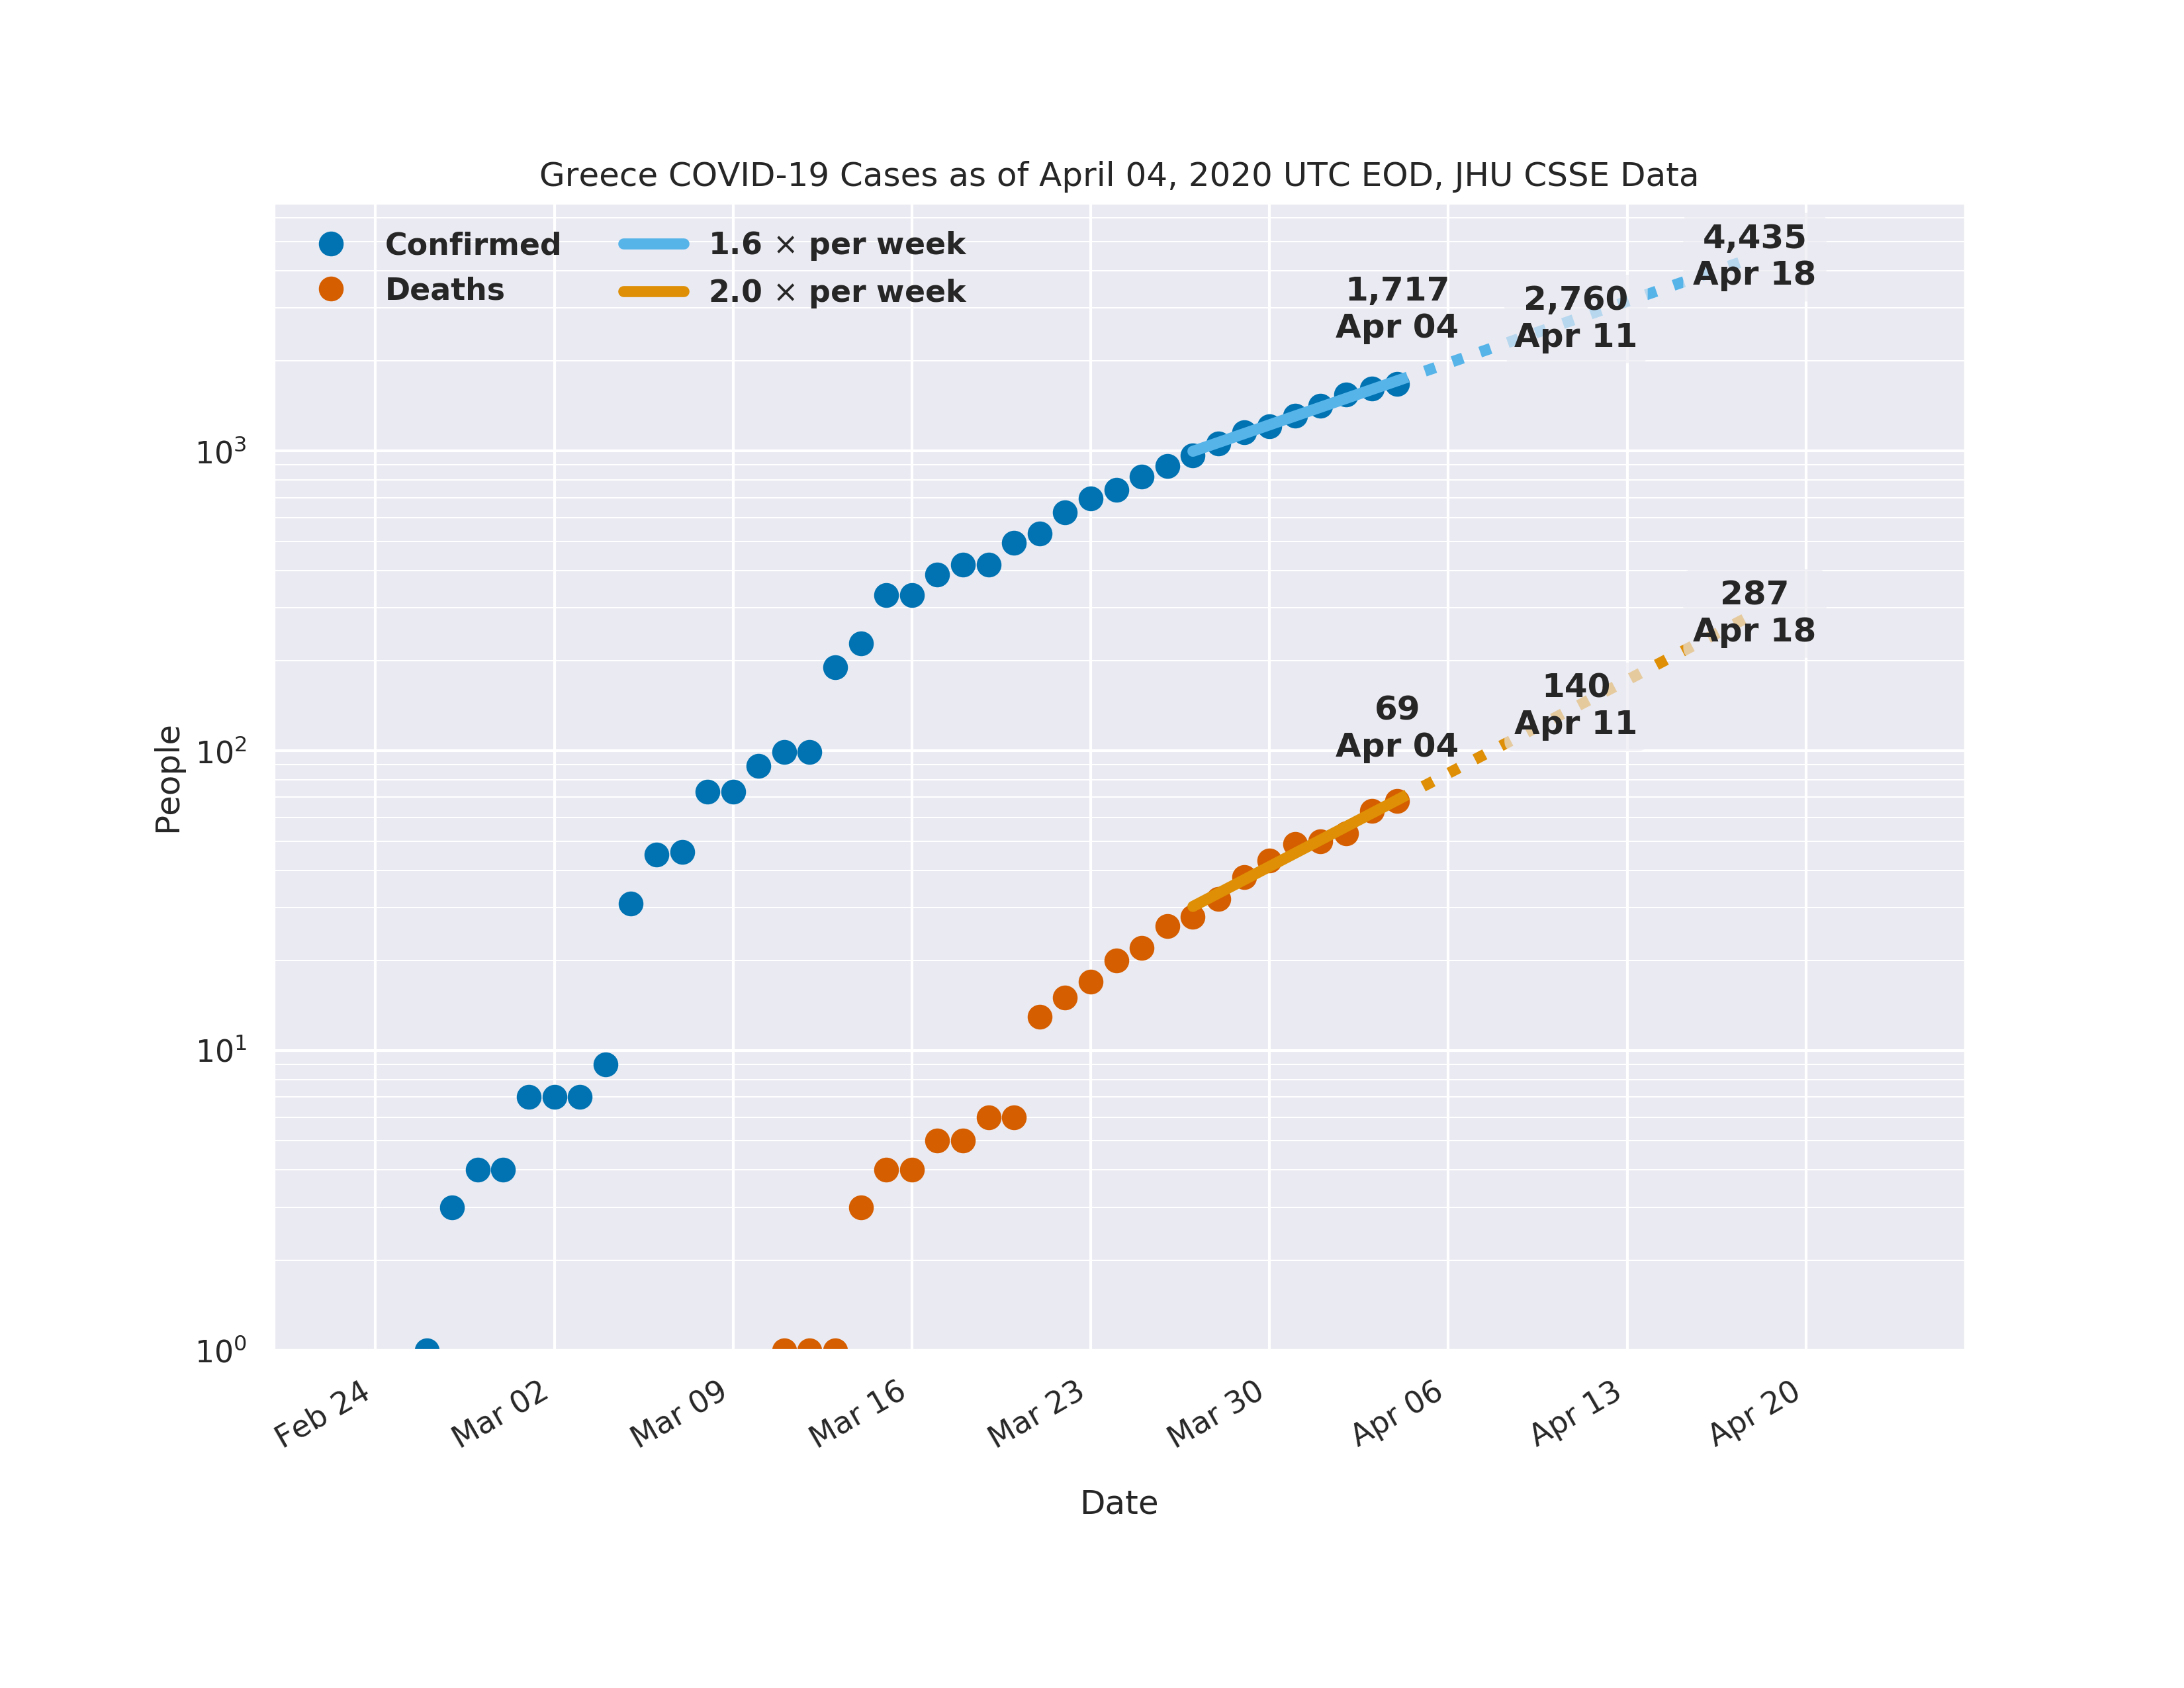 Greece COVID-19 Cases as of April 04, 2020 UTC EOD, JHU CSSE Data
Confirmed
Deaths
1.6 × per week
2.0 × per week
4,435
Apr 18
1,717
Apr 04
2,760
Apr 11
287
Apr 18
140
Apr 11
69
Apr 04
People
10³
10²
10¹
10⁰
Feb 24
Mar 02
Mar 09
Mar 16
Mar 23
Mar 30
Apr 06
Apr 13
Apr 20
Date